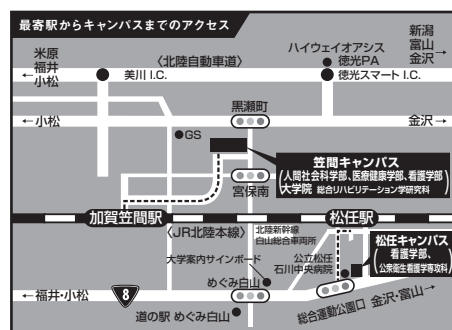 最寄駅からキャンパスまでのアクセス
新潟
富山
金沢→
米原
福井
←小松
〈北陸自動車道〉
美川 I.C.
ハイウェイオアシス
徳光PA
徳光スマート I.C.
黒瀬町
←小松
金沢→
GS
笠間キャンパス
(人間社会科学部、医療健康学部、看護学部
大学院 総合リハビリテーション学研究科)
宮保南
加賀笠間駅
松任駅
〈JR北陸本線〉
北陸新幹線
白山総合車両所
松任キャンパス
(看護学部、
公衆衛生看護学専攻科)
大学案内サインボード
公立松任
石川中央病院
めぐみ白山
←福井・小松
8
総合運動公園口
金沢・富山→
道の駅 めぐみ白山